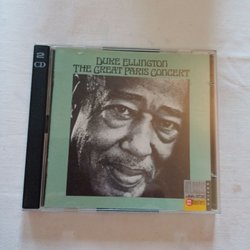 2
CD
DUKE ELLINGTON
THE GREAT PARIS CONCERT